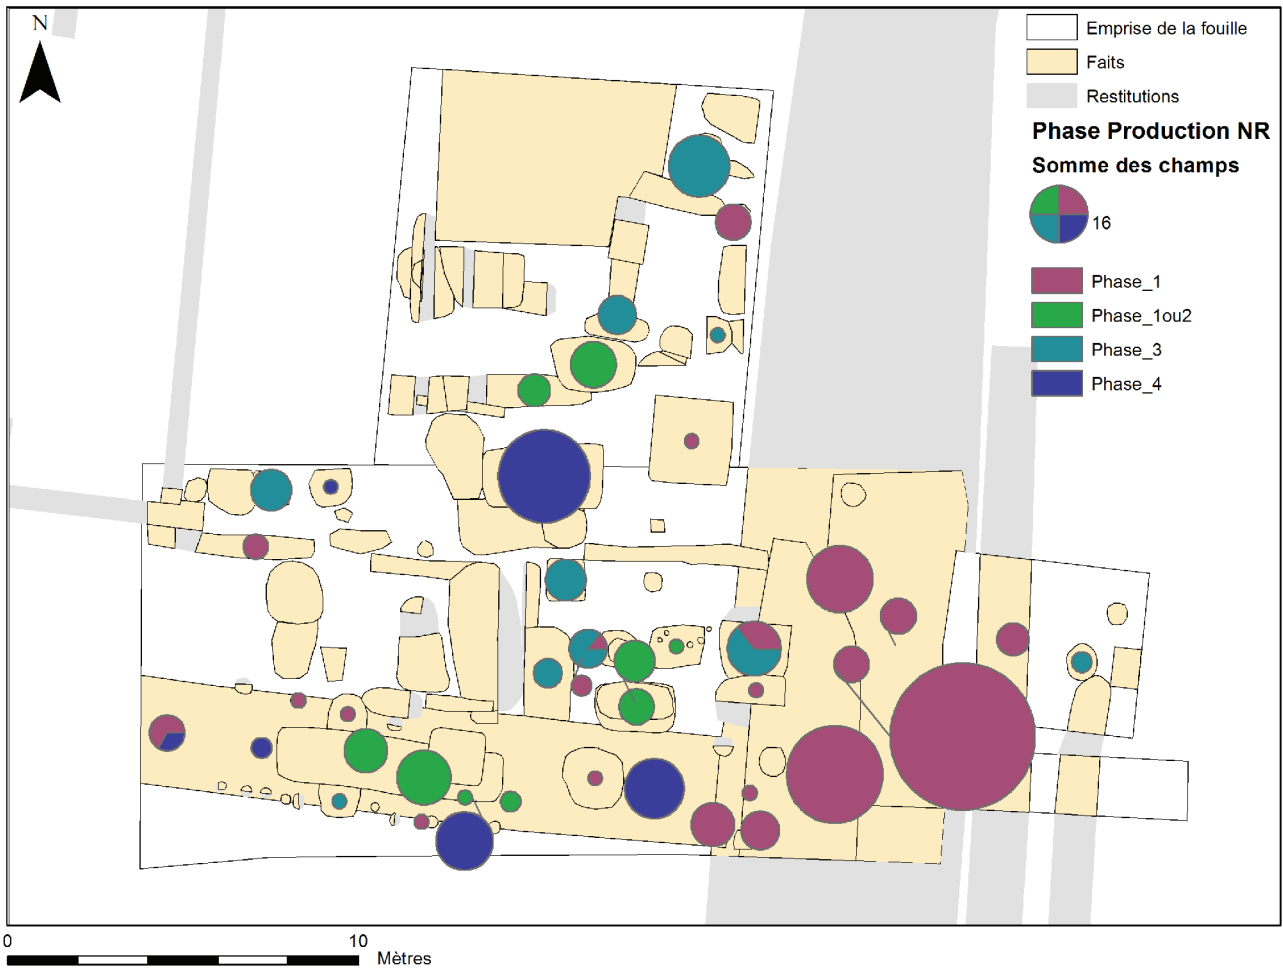 N
Emprise de la fouille
Faits
Restitutions
Phase Production NR
Somme des champs
16
Phase_1
Phase_1ou2
Phase_3
Phase_4
0 10
Mètres